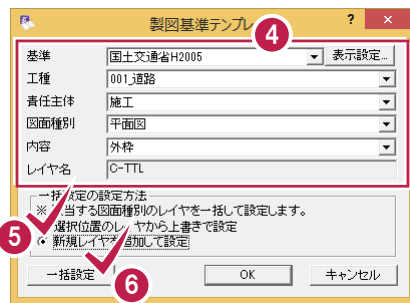 製図基準テンプレ
? ×
4
基準 国土交通省H2005 表示設定...
工種 001_道路
責任主体 施工
図面種別 平面図
内容 外枠
レイヤ名 C-TTL
一括設定の設定方法
※ 当する図面種別のレイヤを一括して設定します。
5
選択位置のレイヤから上書きで設定
新規レイヤを追加して設定
6
一括設定 OK キャンセル